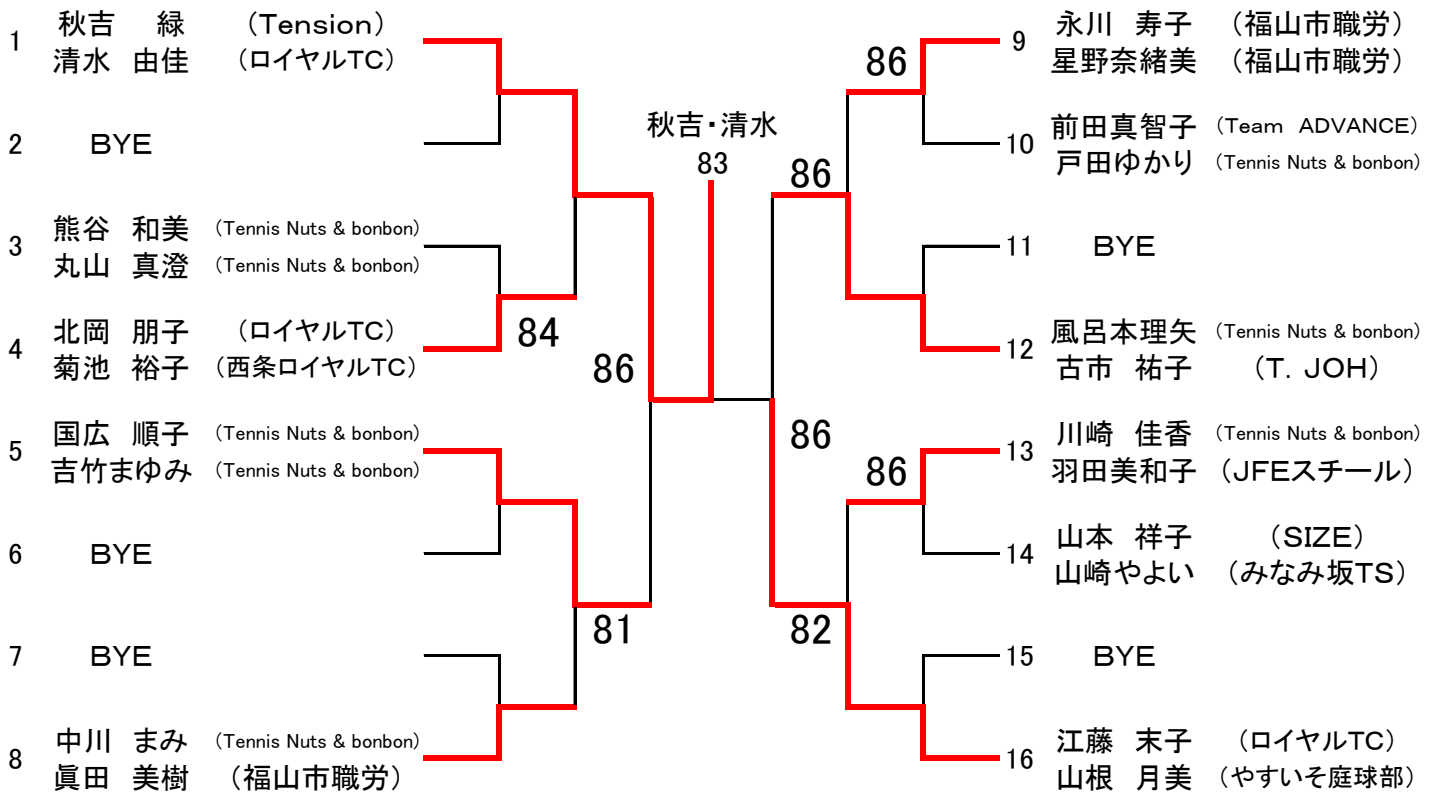 1 秋吉 緑 (Tension)
清水 由佳 (ロイヤルTC)
2 BYE
3 熊谷 和美 (Tennis Nuts & bonbon)
丸山 真澄 (Tennis Nuts & bonbon)
4 北岡 朋子 (ロイヤルTC)
菊池 裕子 (西条ロイヤルTC)
84
5 国広 順子 (Tennis Nuts & bonbon)
吉竹まゆみ (Tennis Nuts & bonbon)
6 BYE
7 BYE
8 中川 まみ (Tennis Nuts & bonbon)
眞田 美樹 (福山市職労)
81
86
秋吉・清水
83
9 永川 寿子 (福山市職労)
星野奈緒美 (福山市職労)
86
10 前田真智子 (Team ADVANCE)
戸田ゆかり (Tennis Nuts & bonbon)
86
11 BYE
12 風呂本理矢 (Tennis Nuts & bonbon)
古市 祐子 (T. JOH)
86
13 川崎 佳香 (Tennis Nuts & bonbon)
羽田美和子 (JFEスチール)
86
14 山本 祥子 (SIZE)
山崎やよい (みなみ坂TS)
82
15 BYE
16 江藤 末子 (ロイヤルTC)
山根 月美 (やすいそ庭球部)